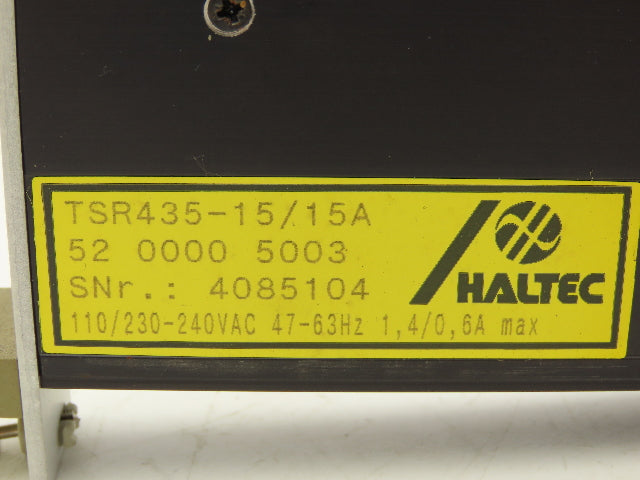 TSR435-15/15A
52 0000 5003
SNr.: 4085104
110/230-240VAC 47-63Hz 1,4/0,6A max
HALTEC